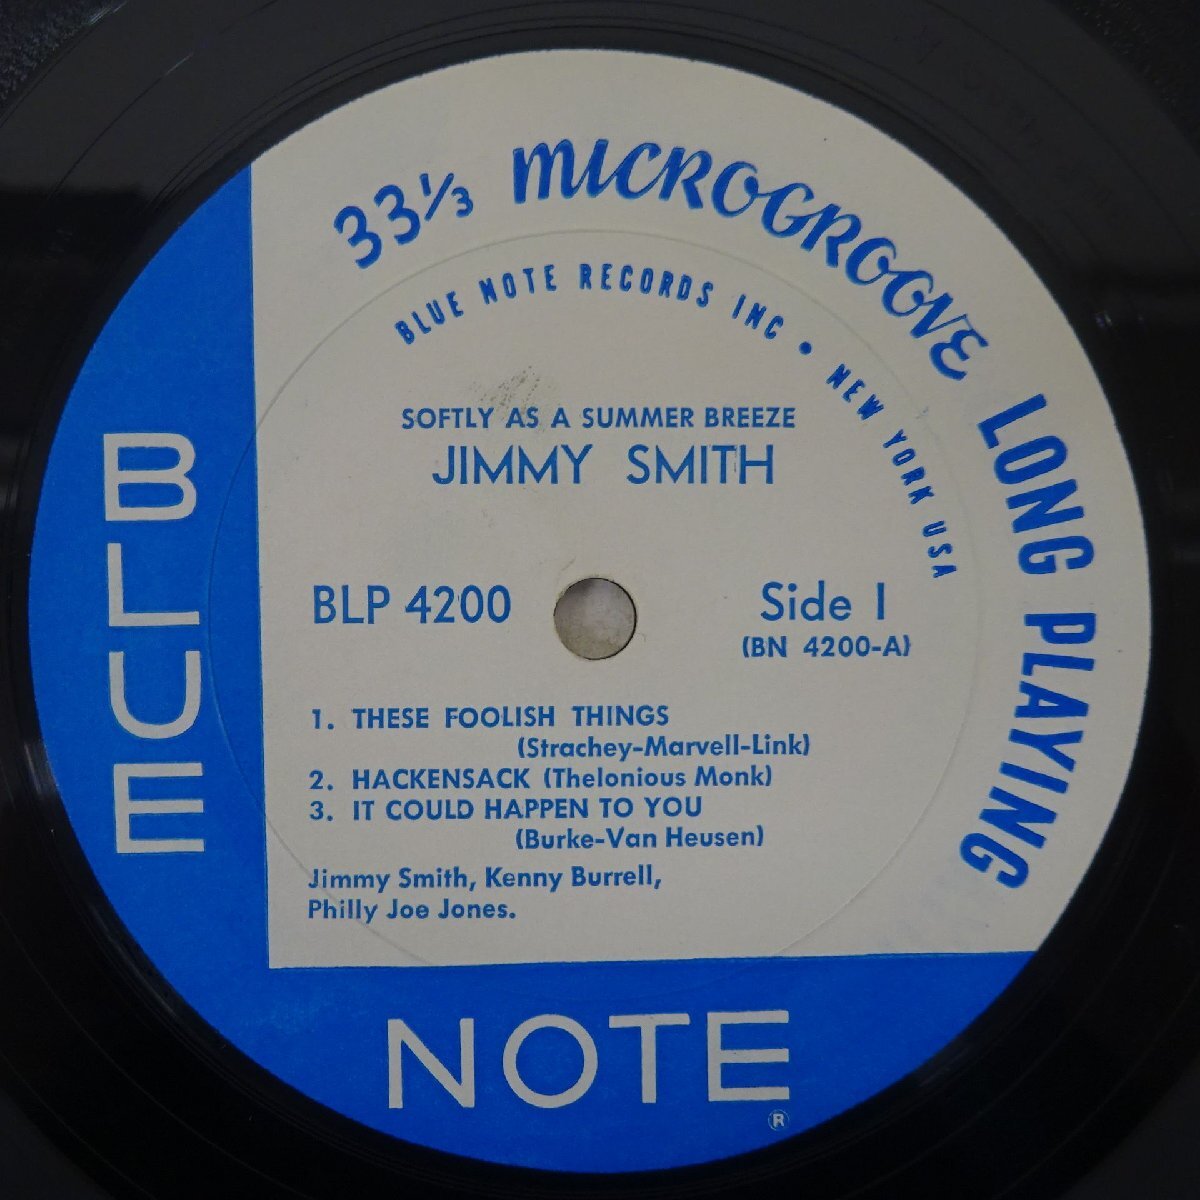 33⅓ MICROGROOVE LONG PLAYING
BLUE NOTE RECORDS INC • NEW YORK USA
SOFTLY AS A SUMMER BREEZE
JIMMY SMITH
BLP 4200
Side 1
(BN 4200-A)
1. THESE FOOLISH THINGS
(Strachey-Marvell-Link)
2. HACKENSACK (Thelonious Monk)
3. IT COULD HAPPEN TO YOU
(Burke-Van Heusen)
Jimmy Smith, Kenny Burrell,
Philly Joe Jones.
BLUE
NOTE
®